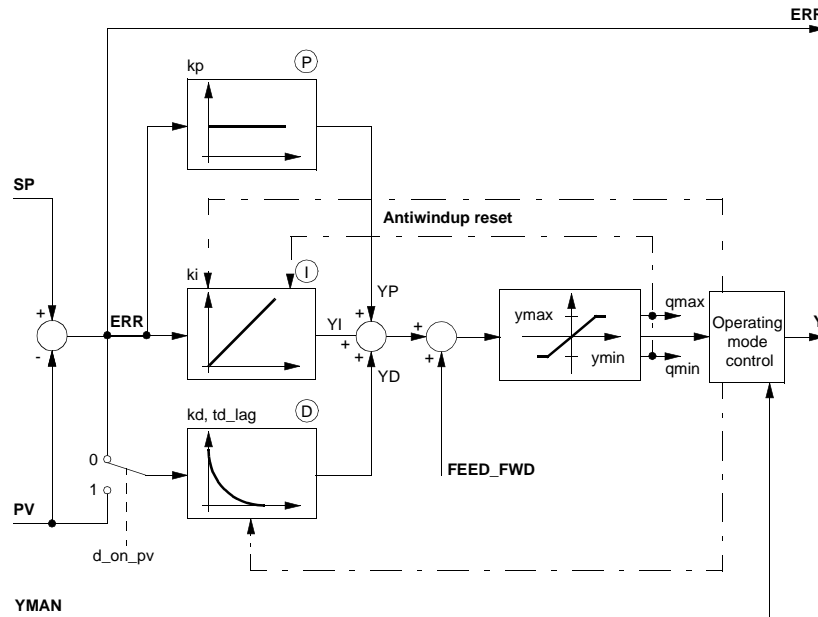 ERR
kp
P
SP
Antiwindup reset
ki
I
YP
qmax
+
ERR
YI
+
+
ymax
Operating
mode
control
Y
-
+
+
+
ymin
YD
qmin
kd, td_lag
D
0
FEED_FWD
1
PV
d_on_pv
YMAN